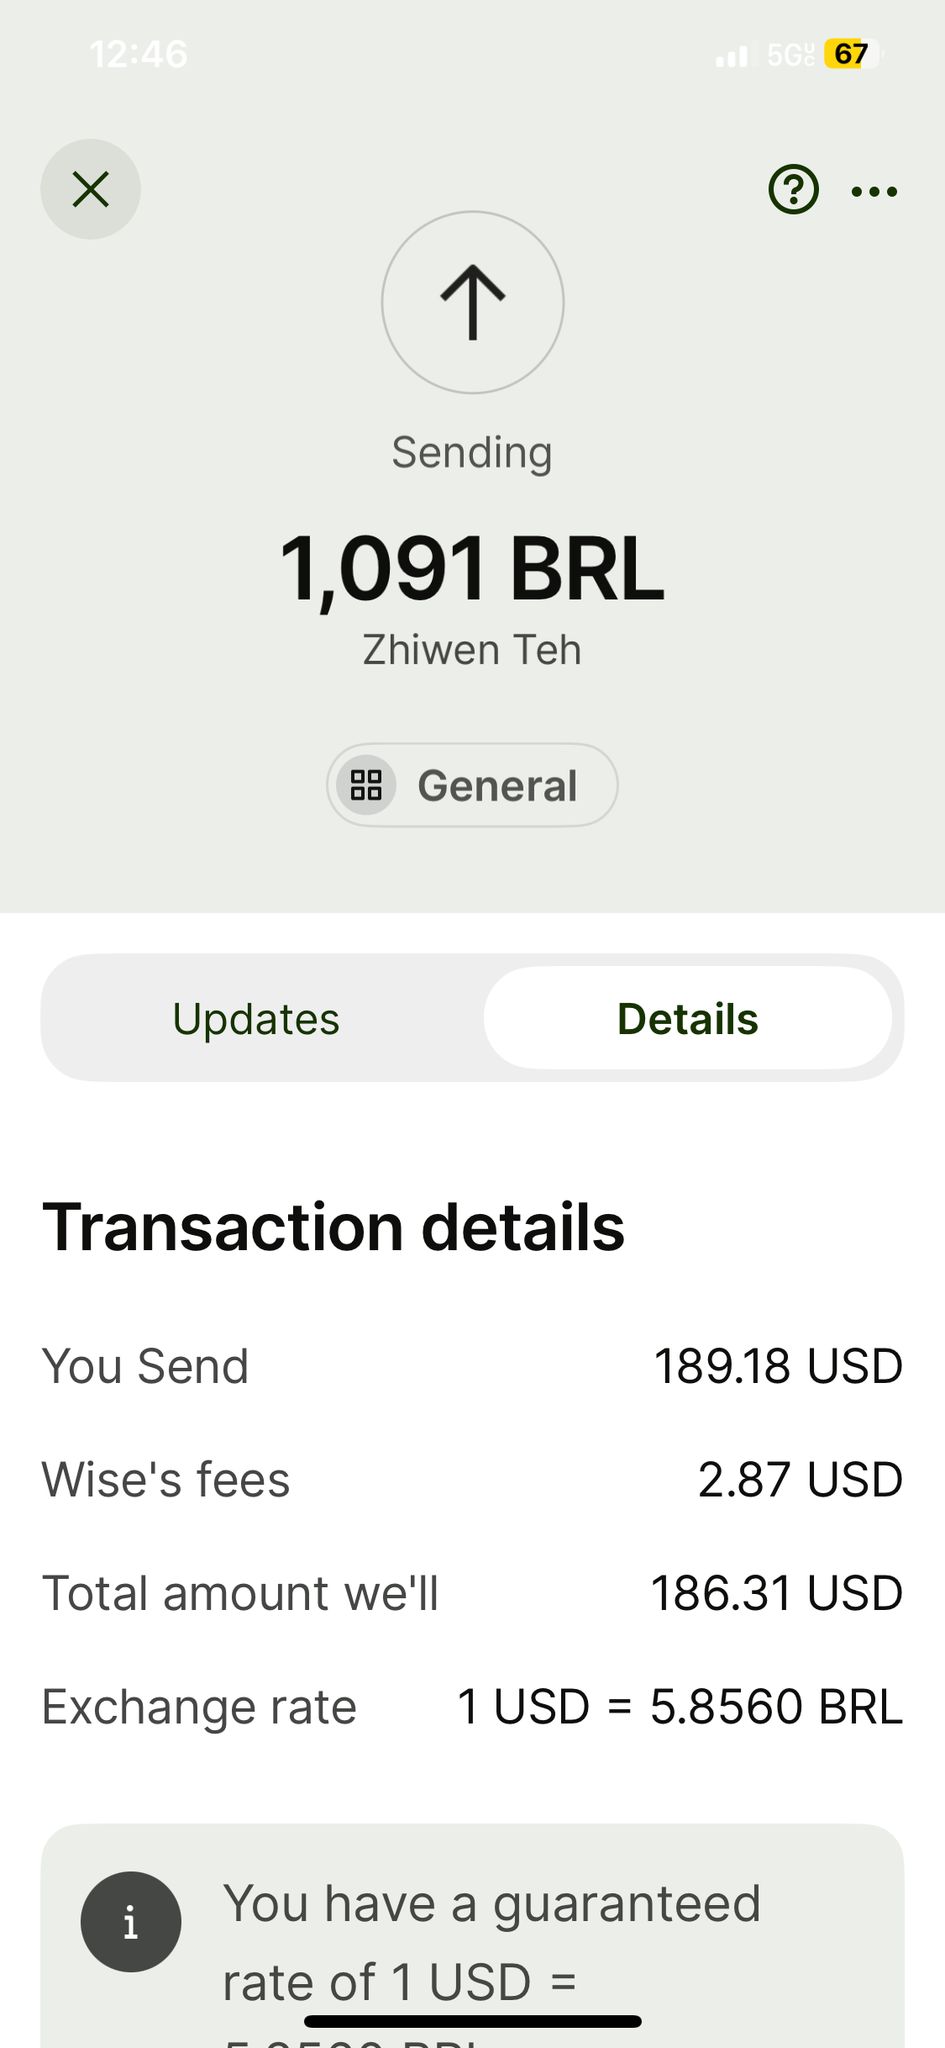 12:46
5G UC 67
Sending
1,091 BRL
Zhiwen Teh
General
Updates Details
Transaction details
You Send 189.18 USD
Wise's fees 2.87 USD
Total amount we'll 186.31 USD
Exchange rate 1 USD = 5.8560 BRL
i
You have a guaranteed
rate of 1 USD =